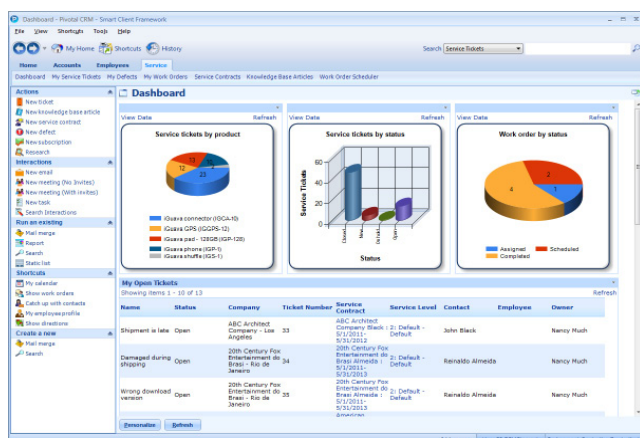 Dashboard - Pivotal CRM - Smart Client Framework
File View Shortcuts Tools Help
My Home Shortcuts History Search Service Tickets
Home Accounts Employees Service
Dashboard My Service Tickets My Defects My Work Orders Service Contracts Knowledge Base Articles Work Order Scheduler
Actions
New ticket
New knowledge base article
New service contract
New defect
New subscription
Research
Interactions
New email
New meeting (No Invites)
New meeting (With invites)
New task
Search Interactions
Run an existing
Mail merge
Report
Search
Static list
Shortcuts
My calendar
Show work orders
Catch up with contacts
My employee profile
Show directions
Create a new
Mail merge
Search
Dashboard
View Data Refresh
Service tickets by product
13
12
23
iGuava connector (IGCA-10)
iGuava GPS (IGGPS-12)
iGuava pad - 128GB (IGP-128)
iGuava phone (IGP-1)
iGuava shuffle (IGS-1)
View Data Refresh
Service tickets by status
Service Tickets
60
40
20
0
Closed
New
Open
Status
View Data Refresh
Work order by status
2
4
1
Assigned Scheduled
Completed
My Open Tickets
Showing items 1 - 10 of 13 Refresh
Name Status Company Ticket Number Service Contract Service Level Contact Employee Owner
Shipment is late Open ABC Architect Company - Los Angeles 33 ABC Architect Company Black : 5/1/2011- 5/31/2012 2: Default - Default John Black Nancy Much
Damaged during shipping Open 20th Century Fox Entertainment do Brasi - Rio de Janeiro 34 20th Century Fox Entertainment do Brasi Almeida : 5/1/2011- 5/31/2013 2: Default - Default Reinaldo Almeida Nancy Much
Wrong download version Open 20th Century Fox Entertainment do Brasi - Rio de Janeiro 35 20th Century Fox Entertainment do Brasi Almeida : 5/1/2011- 5/31/2013 2: Default - Default Reinaldo Almeida Nancy Much
American
Personalize Refresh